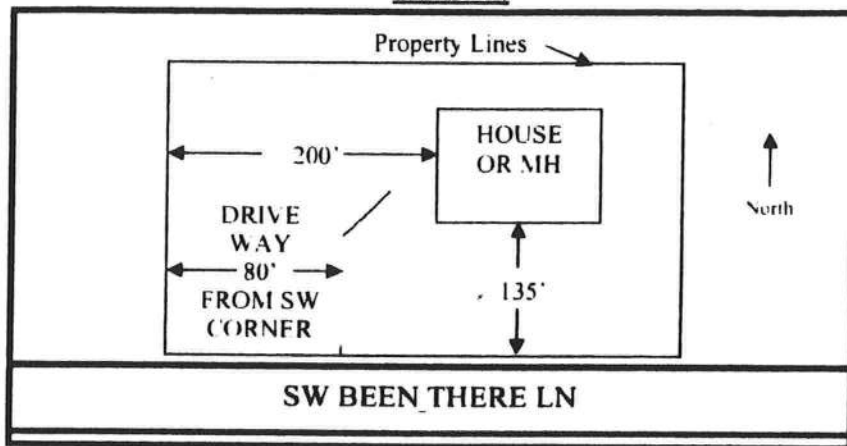 Property Lines
HOUSE
OR MH
200'
North
DRIVE
WAY
80'
FROM SW
CORNER
135'
SW BEEN THERE LN